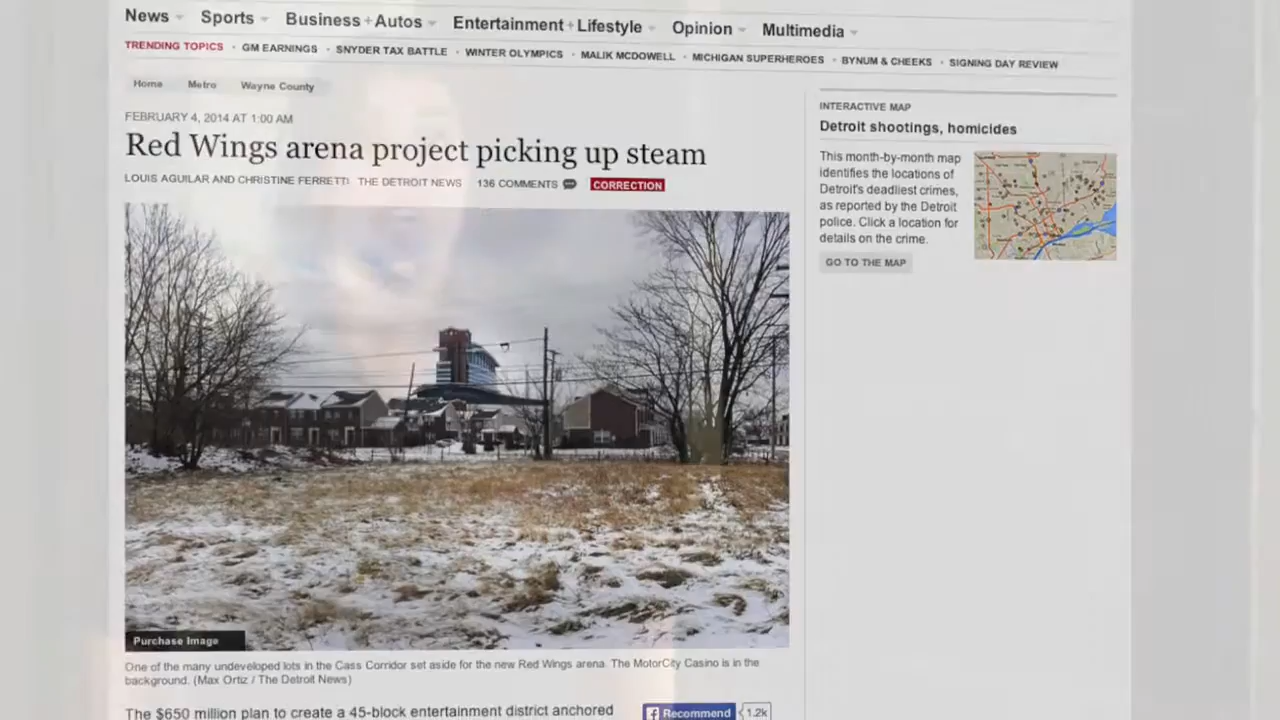 News Sports Business + Autos Entertainment + Lifestyle Opinion Multimedia
TRENDING TOPICS • GM EARNINGS • SNYDER TAX BATTLE • WINTER OLYMPICS • MALIK MCDOWELL • MICHIGAN SUPERHEROES • BYNUM & CHEEKS • SIGNING DAY REVIEW
Home Metro Wayne County
FEBRUARY 4, 2014 AT 1:00 AM
Red Wings arena project picking up steam
LOUIS AGUILAR AND CHRISTINE FERRETTI THE DETROIT NEWS 136 COMMENTS CORRECTION
Purchase Image
One of the many undeveloped lots in the Cass Corridor set aside for the new Red Wings arena. The MotorCity Casino is in the
background. (Max Ortiz / The Detroit News)
The $650 million plan to create a 45-block entertainment district anchored
Recommend 1.2k
INTERACTIVE MAP
Detroit shootings, homicides
This month-by-month map
identifies the locations of
Detroit's deadliest crimes,
as reported by the Detroit
police. Click a location for
details on the crime.
GO TO THE MAP